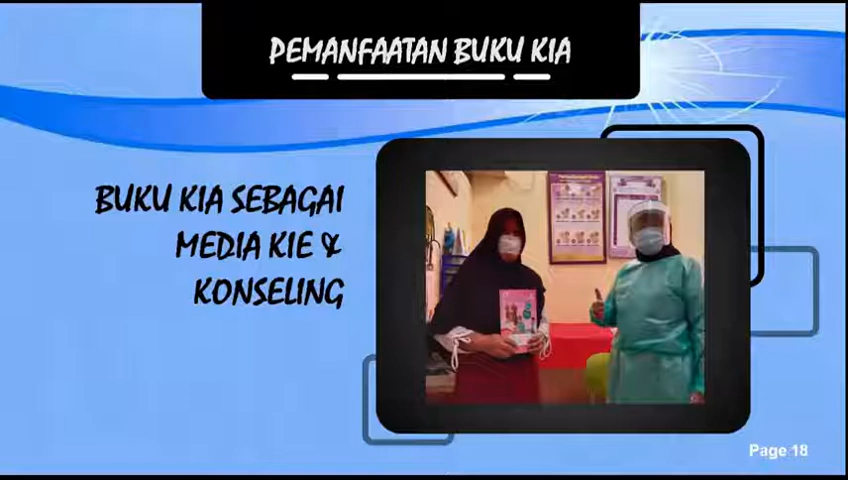 PEMANFAATAN BUKU KIA
BUKU KIA SEBAGAI
MEDIA KIE &
KONSELING
Page 18